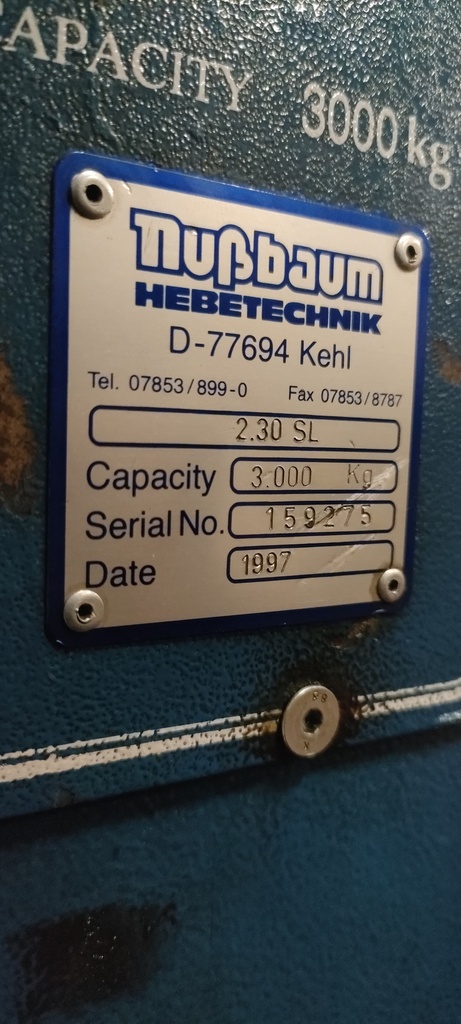 APACITY 3000 kg
Nußbaum
HEBETECHNIK
D-77694 Kehl
Tel. 07853/899-0 Fax 07853/8787
2.30 SL
Capacity 3.000 Kg
Serial No. 159275
Date 1997